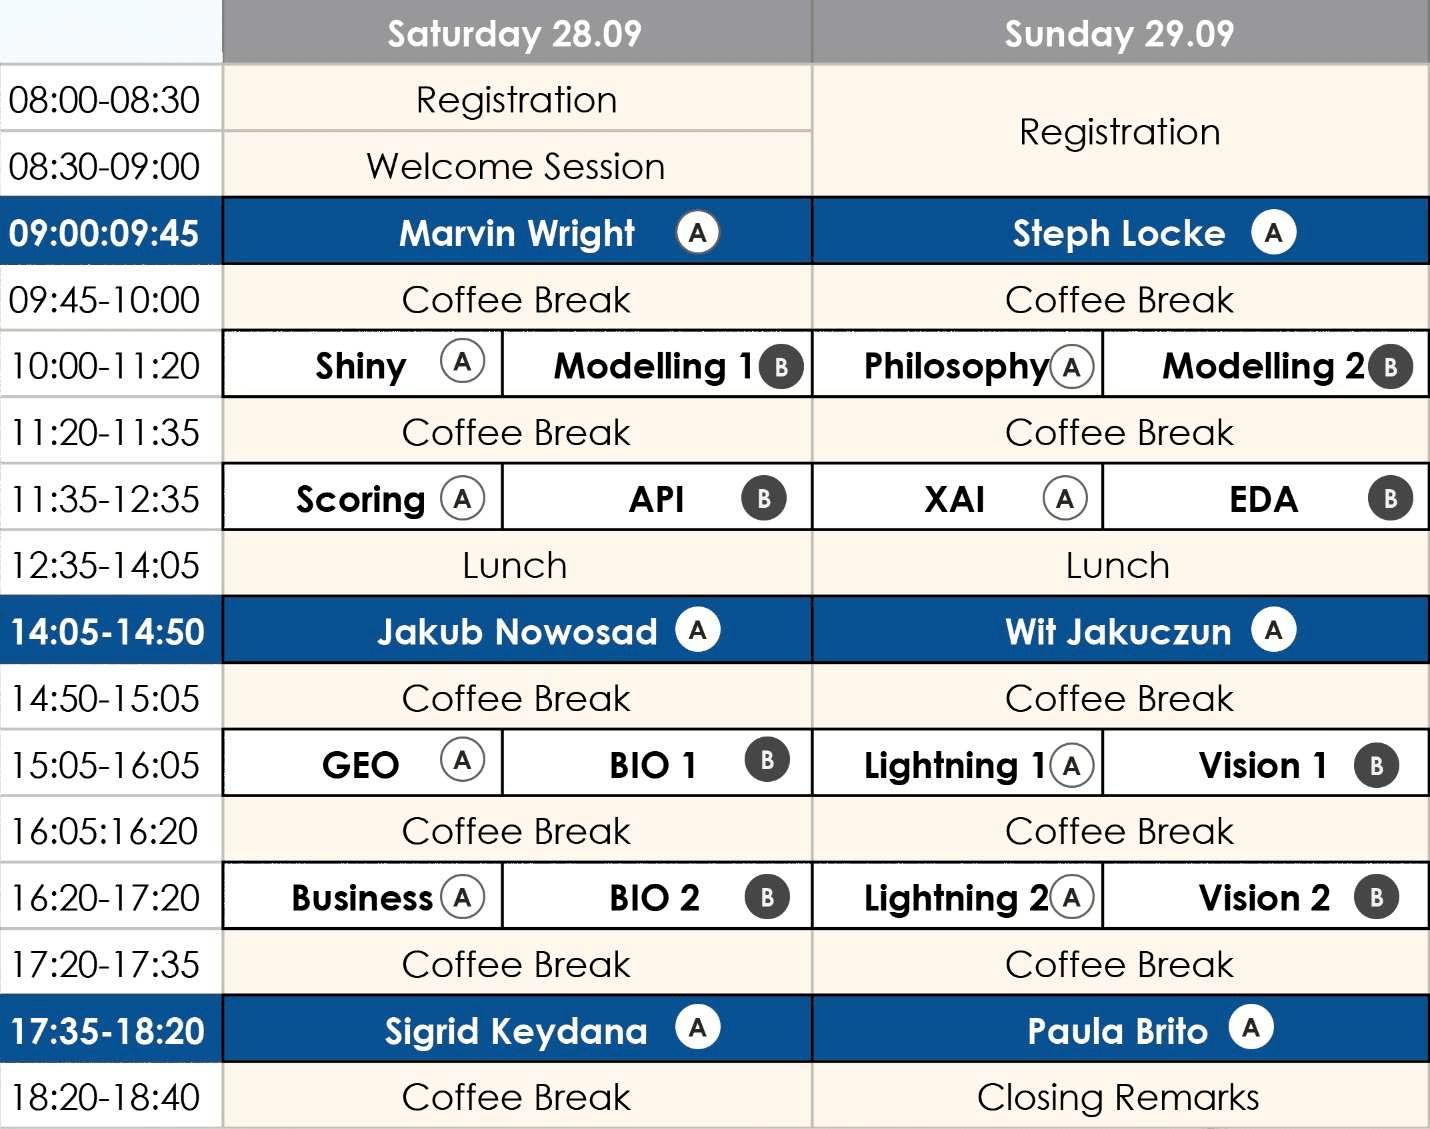 Saturday 28.09 Sunday 29.09
08:00-08:30 Registration
Registration
08:30-09:00 Welcome Session
09:00:09:45 Marvin Wright A Steph Locke A
09:45-10:00 Coffee Break Coffee Break
10:00-11:20 Shiny A Modelling 1 B Philosophy A Modelling 2 B
11:20-11:35 Coffee Break Coffee Break
11:35-12:35 Scoring A API B XAI A EDA B
12:35-14:05 Lunch Lunch
14:05-14:50 Jakub Nowosad A Wit Jakuczun A
14:50-15:05 Coffee Break Coffee Break
15:05-16:05 GEO A BIO 1 B Lightning 1 A Vision 1 B
16:05:16:20 Coffee Break Coffee Break
16:20-17:20 Business A BIO 2 B Lightning 2 A Vision 2 B
17:20-17:35 Coffee Break Coffee Break
17:35-18:20 Sigrid Keydana A Paula Brito A
18:20-18:40 Coffee Break Closing Remarks